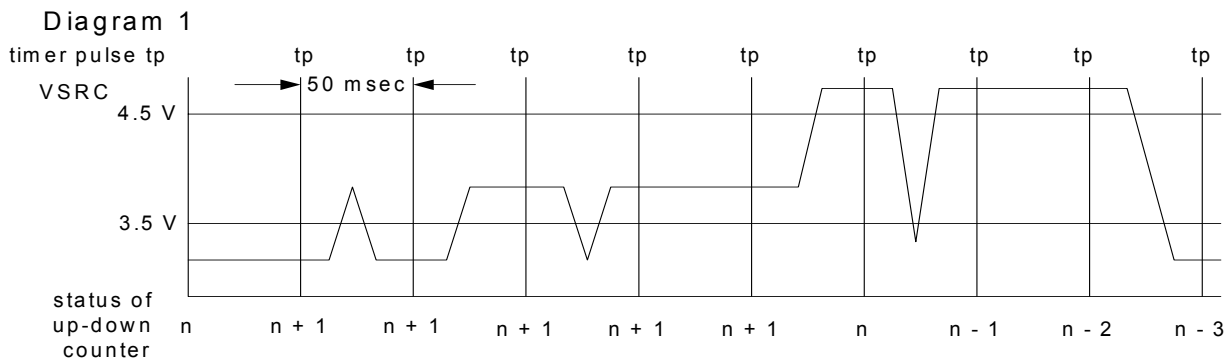 Diagram 1
timer pulse tp tp tp tp tp tp tp tp tp tp
50 msec
VSRC
4.5 V
3.5 V
status of
up-down
counter
n n + 1 n + 1 n + 1 n + 1 n + 1 n n - 1 n - 2 n - 3